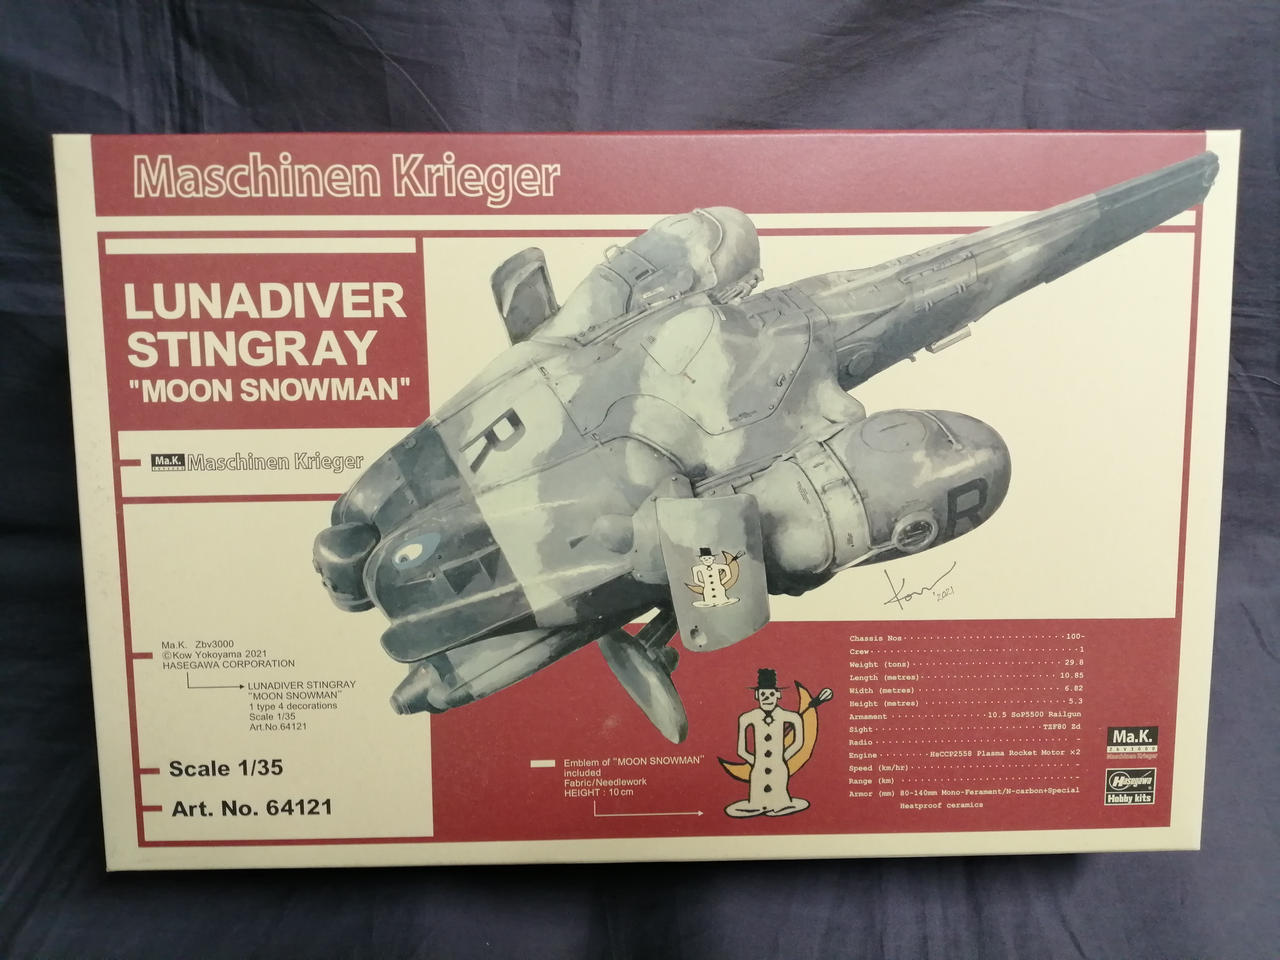 Maschinen Krieger
LUNADIVER
STINGRAY
"MOON SNOWMAN"
Ma.K. Maschinen Krieger
R
R
Kow '2021
Ma.K. Zbv3000
©Kow Yokoyama 2021
HASEGAWA CORPORATION
LUNADIVER STINGRAY
"MOON SNOWMAN"
1 type 4 decorations
Scale 1/35
Art.No.64121
Scale 1/35
Art. No. 64121
Emblem of "MOON SNOWMAN"
included
Fabric/Needlework
HEIGHT : 10cm
Chassis Nos 100-
Crew 1
Weight (tons) 29.8
Length (metres) 10.85
Width (metres) 6.82
Height (metres) 5.3
Armament 10.5 SoP5500 Railgun
Sight TZF80 Zd
Radio -
Engine HsCCP2558 Plasma Rocket Motor ×2
Speed (km/hr) -
Range (km) -
Armor (mm) 80-140mm Mono-Ferament/N-carbon+Special
Heatproof ceramics
Ma.K.
ZBV3000
Maschinen Krieger
Hasegawa
Hobby kits